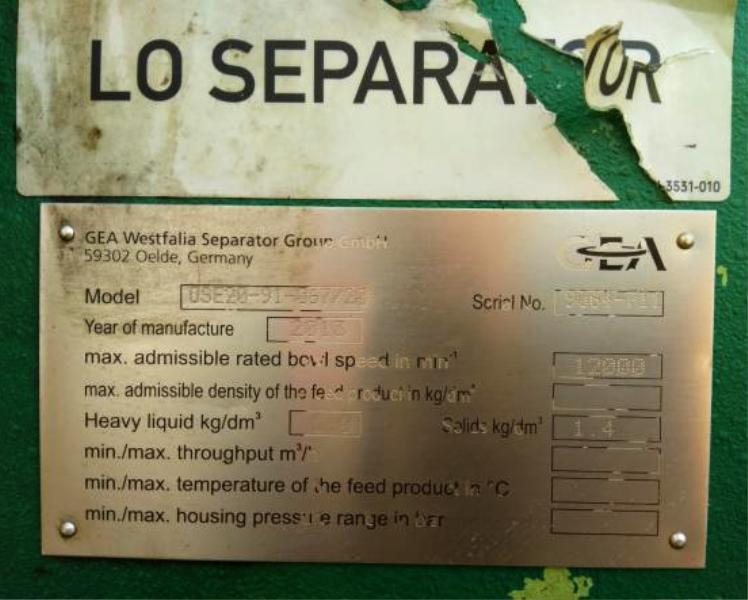 LO SEPARATOR
-3531-010
GEA Westfalia Separator Group GmbH
59302 Oelde, Germany
GEA
Model
Serial No.
Year of manufacture 2013
max. admissible rated bowl speed in min⁻¹ 12000
max. admissible density of the feed product in kg/dm³
Heavy liquid kg/dm³ Solids kg/dm³ 1.4
min./max. throughput m³/
min./max. temperature of the feed product in °C
min./max. housing pressure range in bar